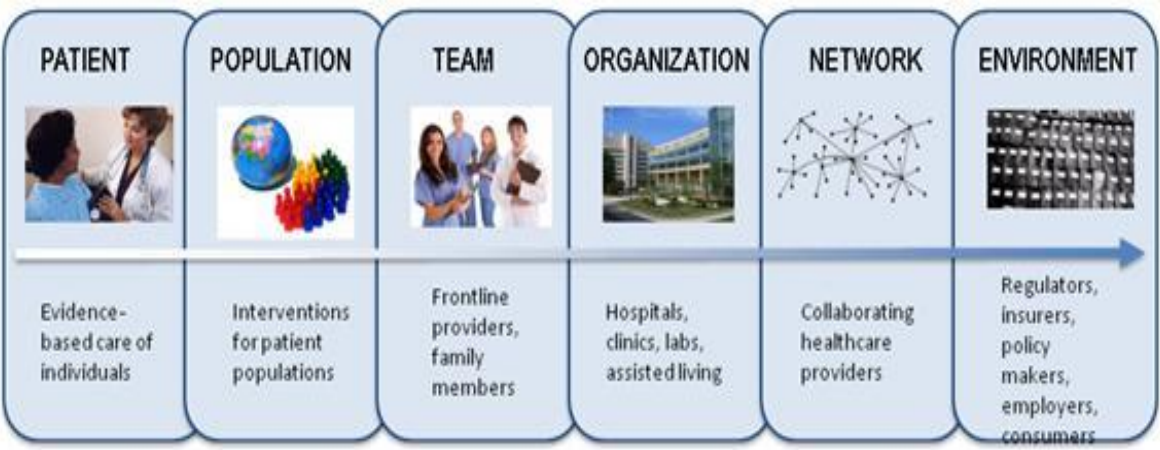 PATIENT
Evidence-
based care of
individuals
POPULATION
Interventions
for patient
populations
TEAM
Frontline
providers,
family
members
ORGANIZATION
Hospitals,
clinics, labs,
assisted living
NETWORK
Collaborating
healthcare
providers
ENVIRONMENT
Regulators,
insurers,
policy
makers,
employers,
consumers